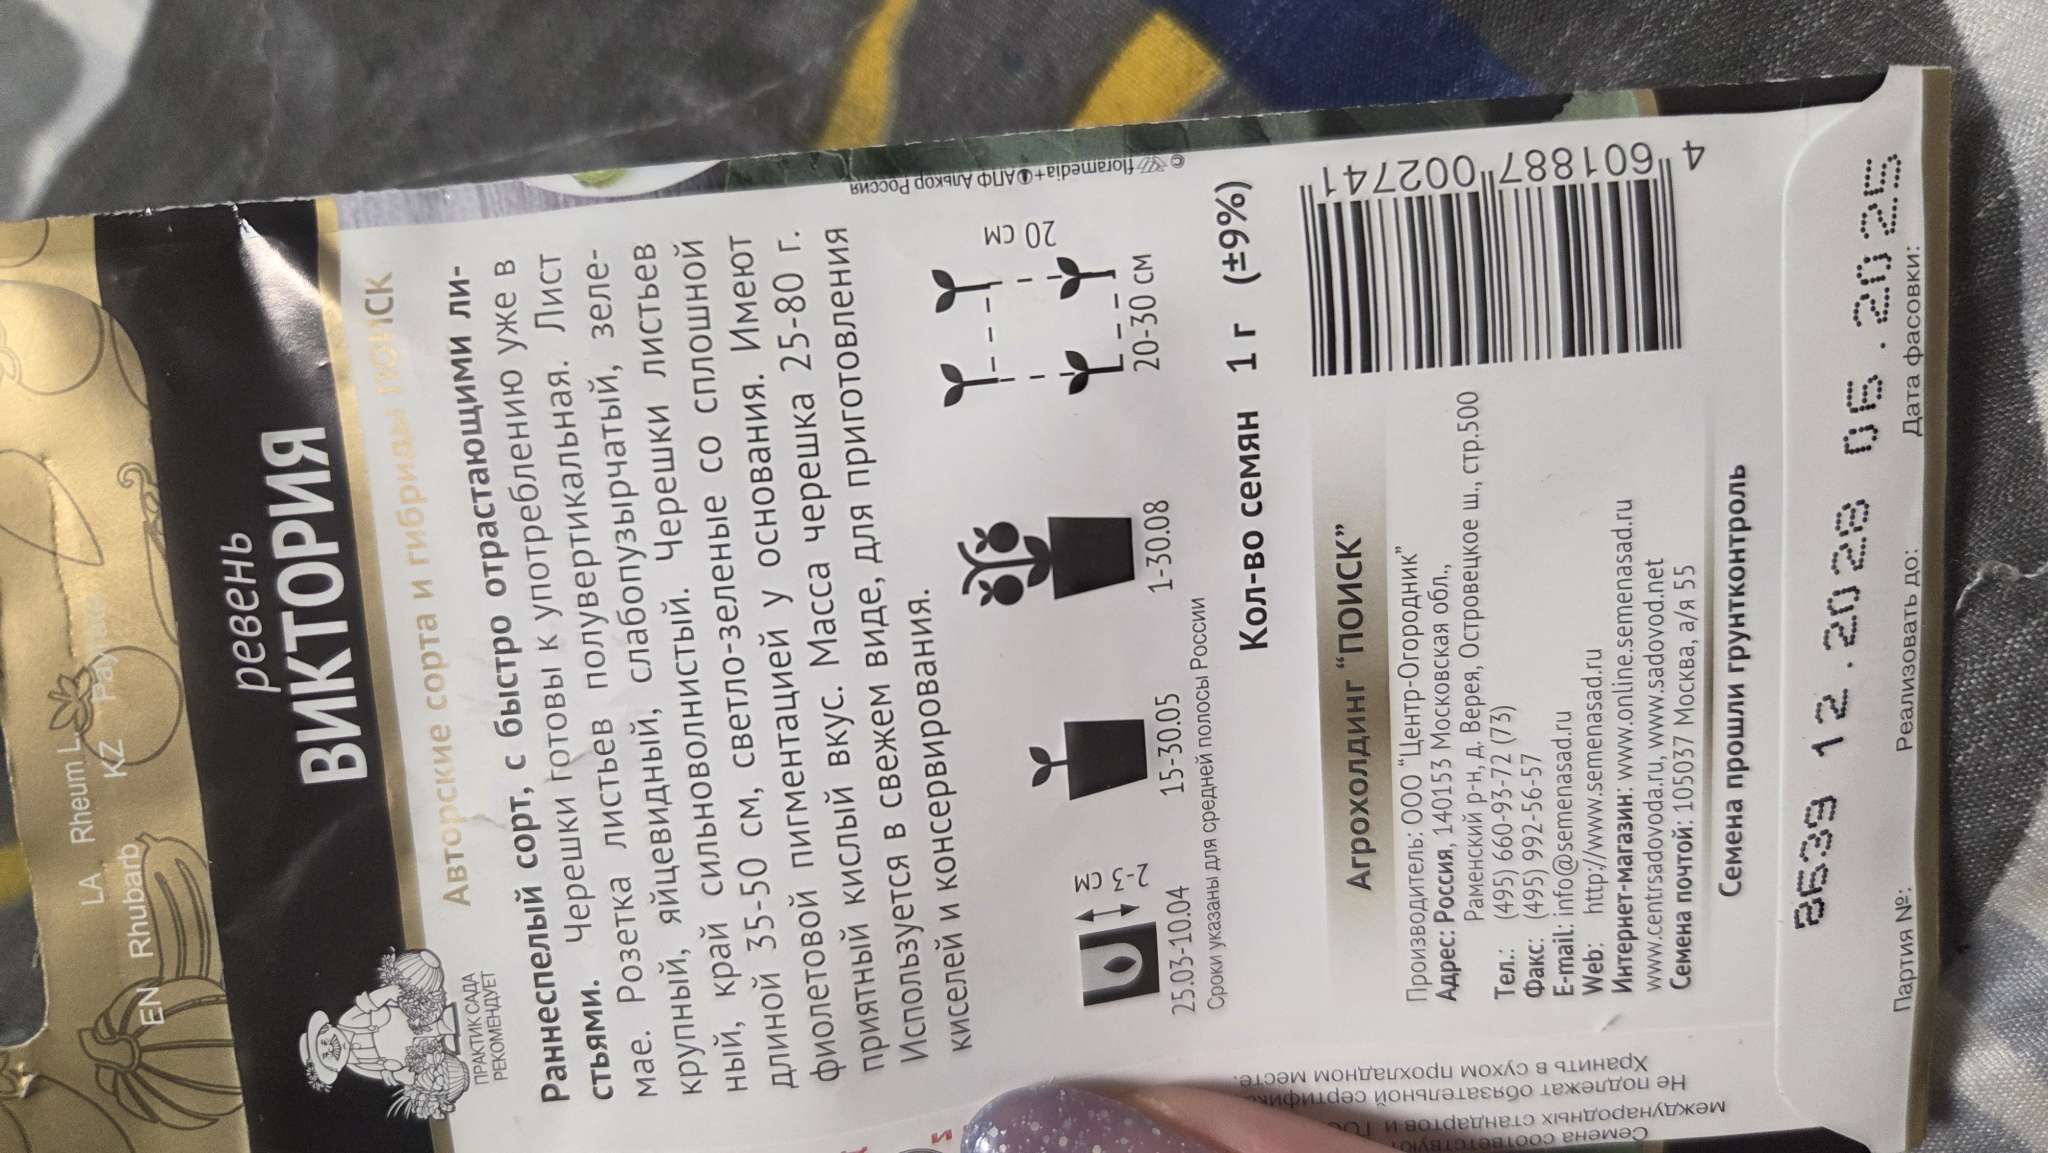 LA Rheum L.
KZ
EN Rhubarb
ревень
ВИКТОРИЯ
ПРАКТИК САДА
РЕКОМЕНДУЕТ
Авторские сорта и гибриды ПОИСК
Раннеспелый сорт, с быстро отрастающими ли-
стьями. Черешки готовы к употреблению уже в
мае. Розетка листьев полувертикальная. Лист
крупный, яйцевидный, слабопузырчатый, зеле-
ный, край сильноволнистый. Черешки листьев
длиной 35-50 см, светло-зеленые со сплошной
фиолетовой пигментацией у основания. Имеют
приятный кислый вкус. Масса черешка 25-80 г.
Используется в свежем виде, для приготовления
киселей и консервирования.
2-3 см
20 см
25.03-10.04
15-30.05
1-30.08
20-30 см
Сроки указаны для средней полосы России
© floramedia+АПФ Алькор Россия
Кол-во семян 1 г (±9%)
Агрохолдинг “ПОИСК”
Производитель: ООО “Центр-Огородник”
Адрес: Россия, 140153 Московская обл.,
Раменский р-н, д. Верея, Островецкое ш., стр.500
Тел.: (495) 660-93-72 (73)
Факс: (495) 992-56-57
E-mail: info@semenasad.ru
Web: http://www.semenasad.ru
Интернет-магазин: www.online.semenasad.ru
www.centrsadovoda.ru, www.sadovod.net
Семена почтой: 105037 Москва, а/я 55
Семена прошли грунтконтроль
4 601887 002741
8639 12.2028 06.2025
Партия №: Реализовать до: Дата фасовки:
Семена
международных стандартов и
Не подлежат обязательной
Хранить в сухом прохладном месте.